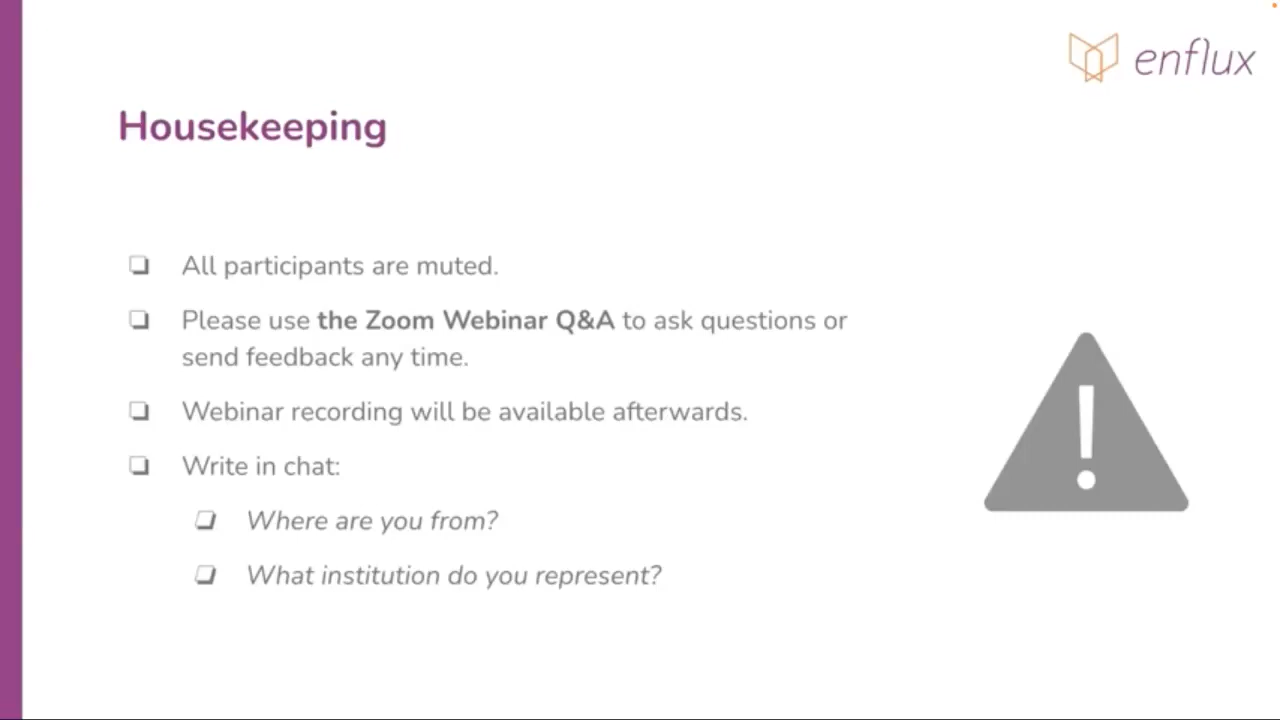 enflux
Housekeeping
❏ All participants are muted.
❏ Please use the Zoom Webinar Q&A to ask questions or
send feedback any time.
❏ Webinar recording will be available afterwards.
❏ Write in chat:
❏ Where are you from?
❏ What institution do you represent?